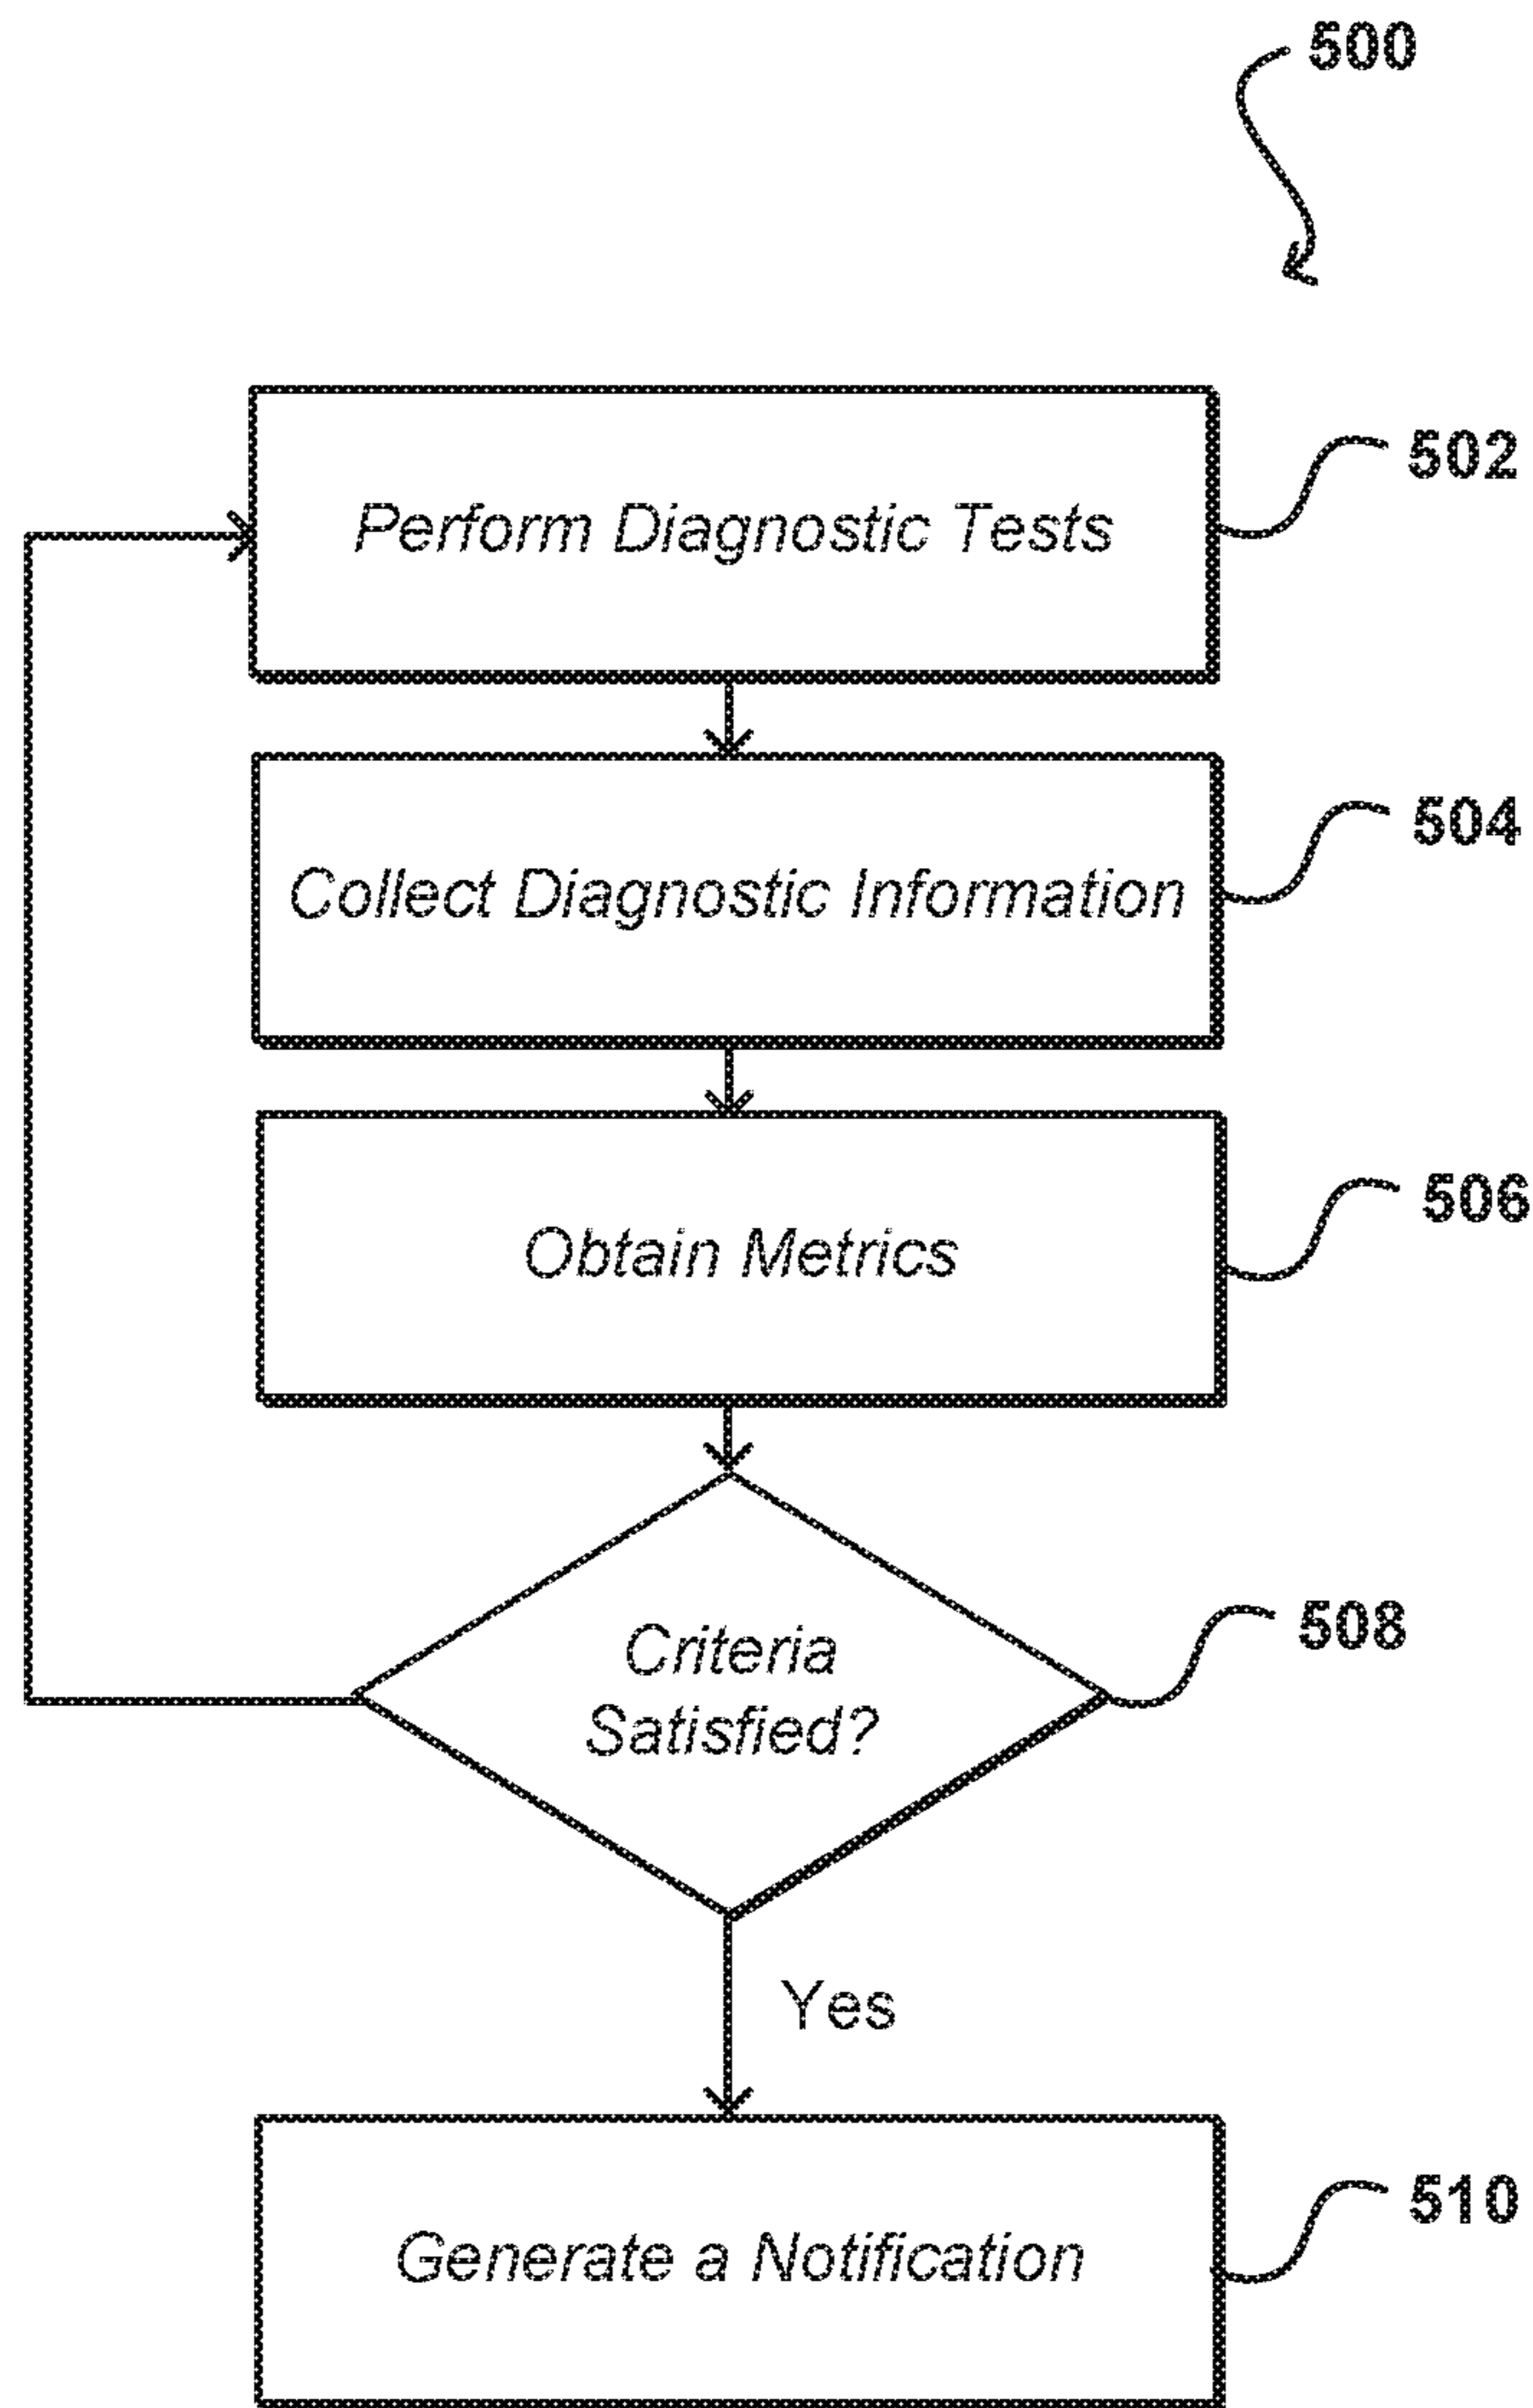 500
Perform Diagnostic Tests
502
Collect Diagnostic Information
504
Obtain Metrics
506
Criteria
Satisfied?
508
Yes
Generate a Notification
510